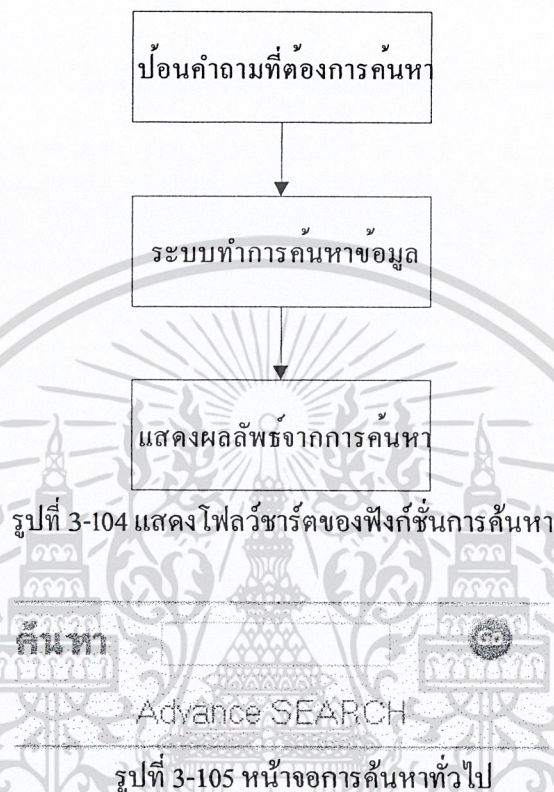 ป้อนคำถามที่ต้องการค้นหา
ระบบทำการค้นหาข้อมูล
แสดงผลลัพธ์จากการค้นหา
รูปที่ 3-104 แสดงโฟลว์ชาร์ตของฟังก์ชั่นการค้นหา
ค้นหา
Advance SEARCH
รูปที่ 3-105 หน้าจอการค้นหาทั่วไป